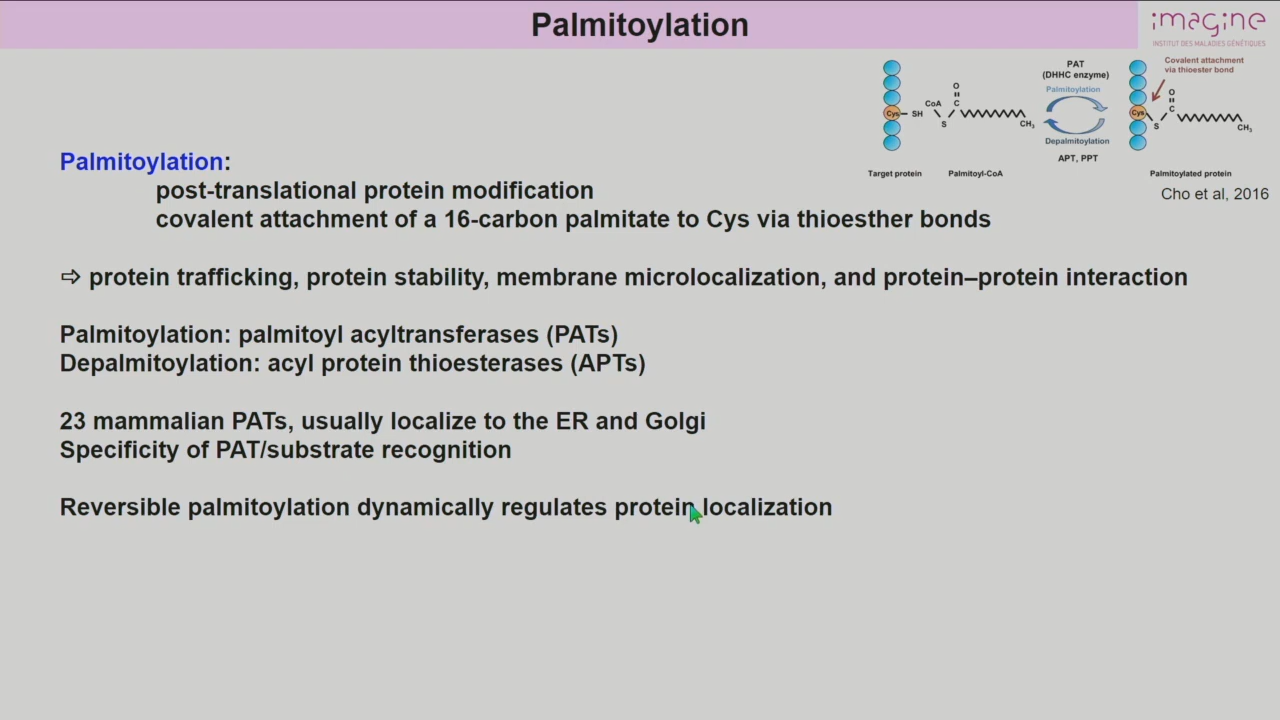 Palmitoylation
imagine
INSTITUT DES MALADIES GÉNÉTIQUES
PAT
(DHHC enzyme)
Palmitoylation
Depalmitoylation
APT, PPT
Covalent attachment
via thioester bond
Cys
SH
CoA
S
O
C
CH3
Cys
S
O
C
CH3
Target protein
Palmitoyl-CoA
Palmitoylated protein
Cho et al, 2016
Palmitoylation:
post-translational protein modification
covalent attachment of a 16-carbon palmitate to Cys via thioesther bonds
⇨ protein trafficking, protein stability, membrane microlocalization, and protein–protein interaction
Palmitoylation: palmitoyl acyltransferases (PATs)
Depalmitoylation: acyl protein thioesterases (APTs)
23 mammalian PATs, usually localize to the ER and Golgi
Specificity of PAT/substrate recognition
Reversible palmitoylation dynamically regulates protein localization